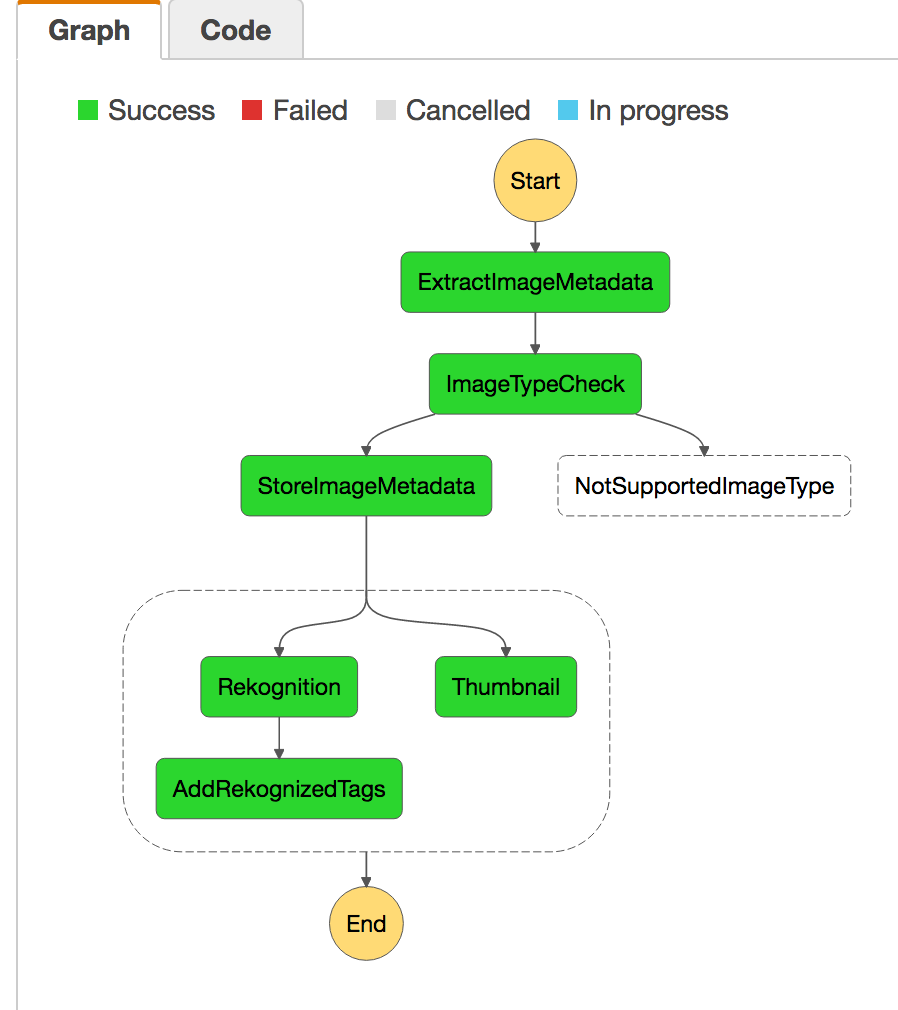 Graph Code
Success Failed Cancelled In progress
Start
ExtractImageMetadata
ImageTypeCheck
StoreImageMetadata NotSupportedImageType
Rekognition Thumbnail
AddRekognizedTags
End